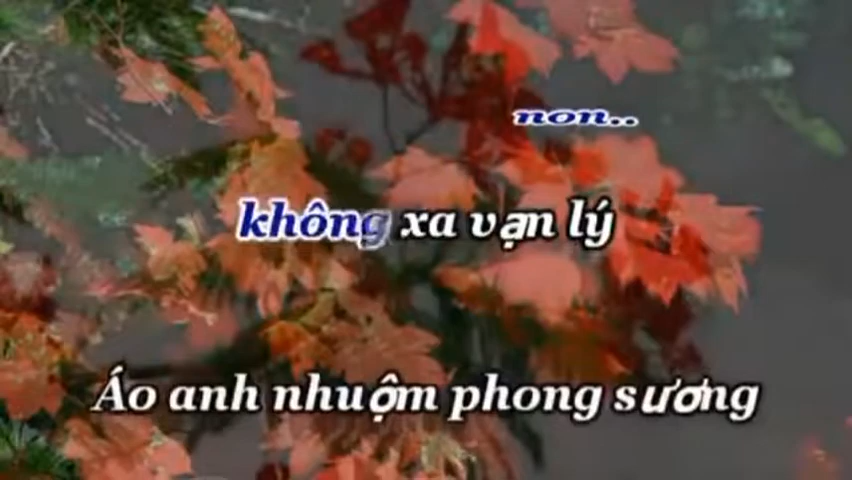 non..
không xa vạn lý
Áo anh nhuộm phong sương